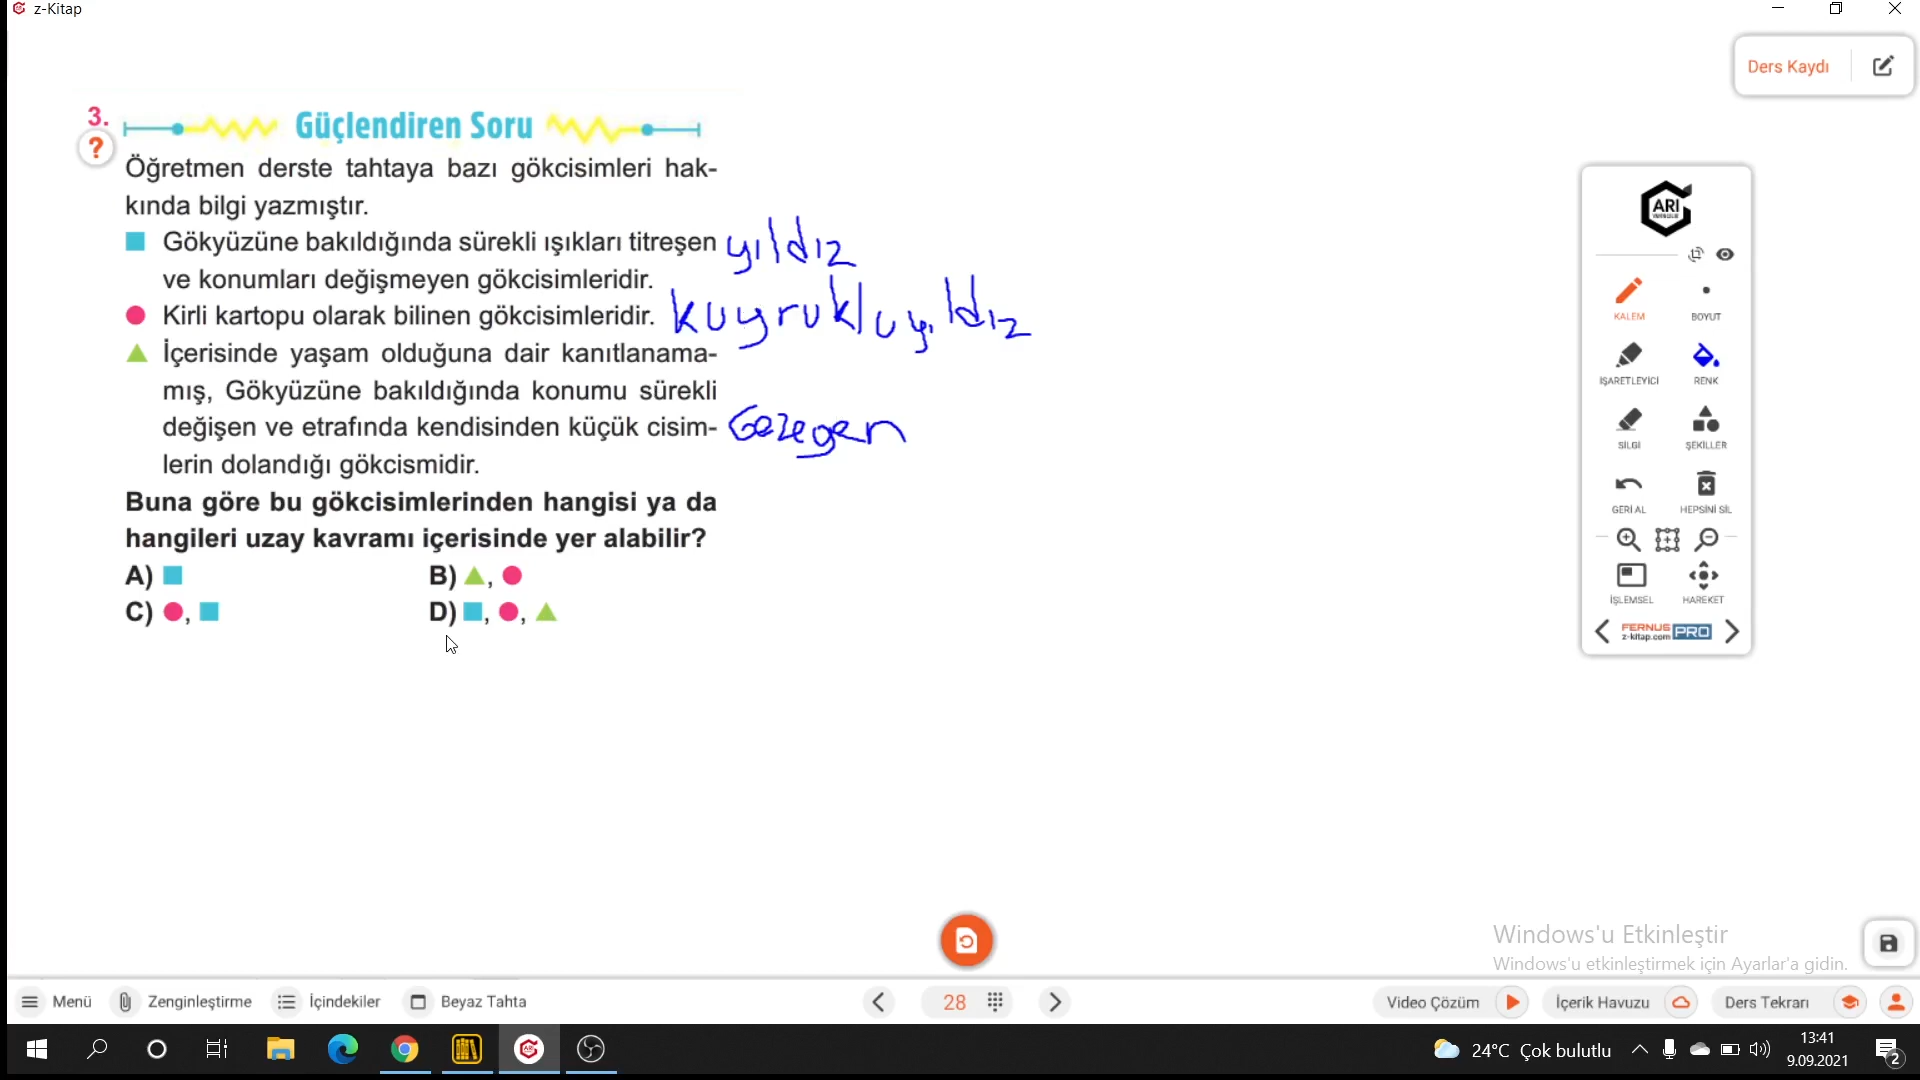 z-Kitap
Ders Kaydı
3.
Güçlendiren Soru
?
Öğretmen derste tahtaya bazı gökcisimleri hak-
kında bilgi yazmıştır.
Gökyüzüne bakıldığında sürekli ışıkları titreşen yıldız
ve konumları değişmeyen gökcisimleridir.
Kirli kartopu olarak bilinen gökcisimleridir. kuyrukluyıldız
İçerisinde yaşam olduğuna dair kanıtlanama-
mış, Gökyüzüne bakıldığında konumu sürekli
değişen ve etrafında kendisinden küçük cisim- Gezegen
lerin dolandığı gökcismidir.
Buna göre bu gökcisimlerinden hangisi ya da
hangileri uzay kavramı içerisinde yer alabilir?
A) B) ,
C) , D) , ,
ARI
YAYINCILIK
KALEM BOYUT
İŞARETLEYİCİ RENK
SİLGİ ŞEKİLLER
GERİ AL HEPSİNİ SİL
İŞLEMSEL HAREKET
FERNUS
z-kitap.com PRO
Windows'u Etkinleştir
Windows'u etkinleştirmek için Ayarlar'a gidin.
Menü Zenginleştirme İçindekiler Beyaz Tahta 28 Video Çözüm İçerik Havuzu Ders Tekrarı
24°C Çok bulutlu 13:41
9.09.2021 2